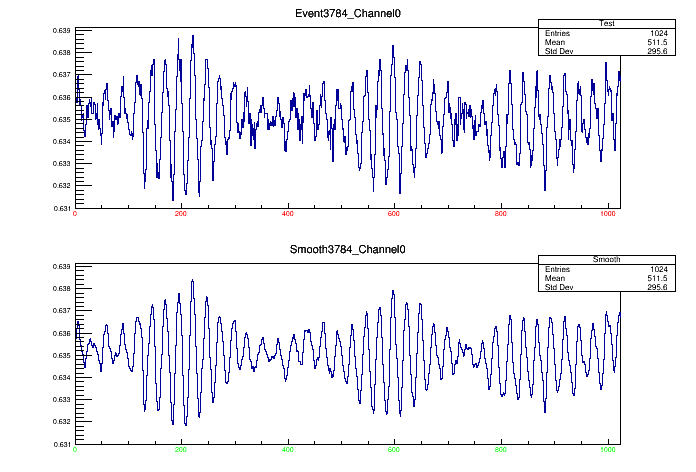 Event3784_Channel0
Test
Entries 1024
Mean 511.5
Std Dev 295.6
0.639
0.638
0.637
0.636
0.635
0.634
0.633
0.632
0.631
0 200 400 600 800 1000
Smooth3784_Channel0
Smooth
Entries 1024
Mean 511.5
Std Dev 295.6
0.639
0.638
0.637
0.636
0.635
0.634
0.633
0.632
0.631
0 200 400 600 800 1000